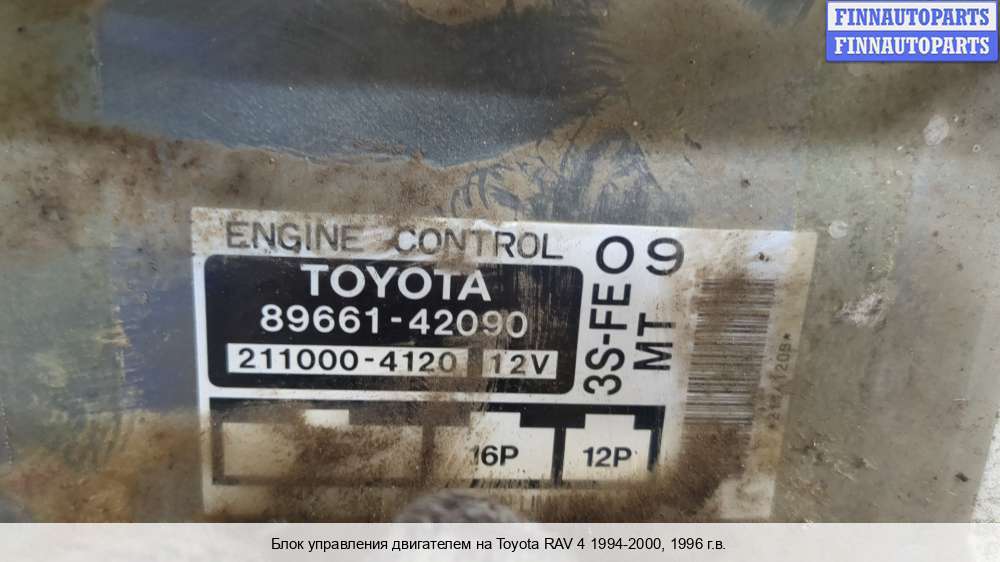 FINNAUTOPARTS
FINNAUTOPARTS
ENGINE CONTROL
09
TOYOTA
89661-42090
211000-4120 12V
3S-FE
MT
16P
12P
Блок управления двигателем на Toyota RAV 4 1994-2000, 1996 г.в.